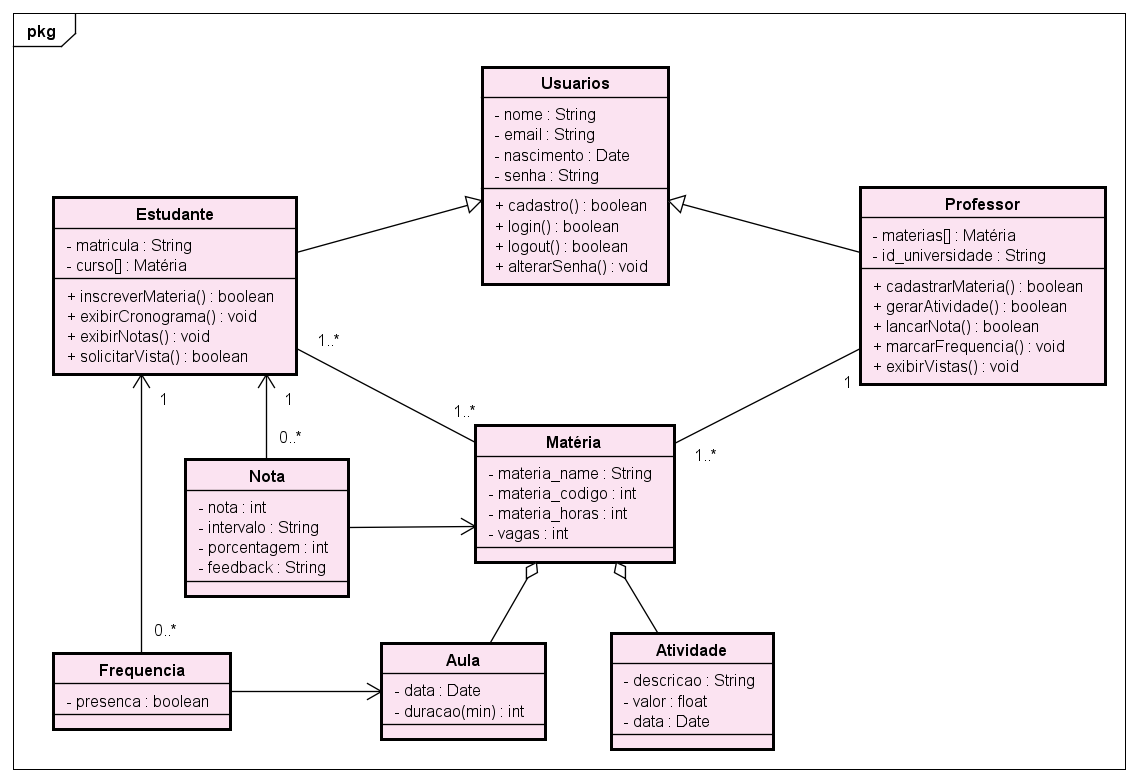 pkg
Usuarios
- nome : String
- email : String
- nascimento : Date
- senha : String
+ cadastro() : boolean
+ login() : boolean
+ logout() : boolean
+ alterarSenha() : void
Estudante
- matricula : String
- curso[] : Matéria
+ inscreverMateria() : boolean
+ exibirCronograma() : void
+ exibirNotas() : void
+ solicitarVista() : boolean
Professor
- materias[] : Matéria
- id_universidade : String
+ cadastrarMateria() : boolean
+ gerarAtividade() : boolean
+ lancarNota() : boolean
+ marcarFrequencia() : void
+ exibirVistas() : void
1..*
1..*
1
1..*
1
1
0..*
0..*
Matéria
- materia_name : String
- materia_codigo : int
- materia_horas : int
- vagas : int
Nota
- nota : int
- intervalo : String
- porcentagem : int
- feedback : String
Frequencia
- presenca : boolean
Aula
- data : Date
- duracao(min) : int
Atividade
- descricao : String
- valor : float
- data : Date